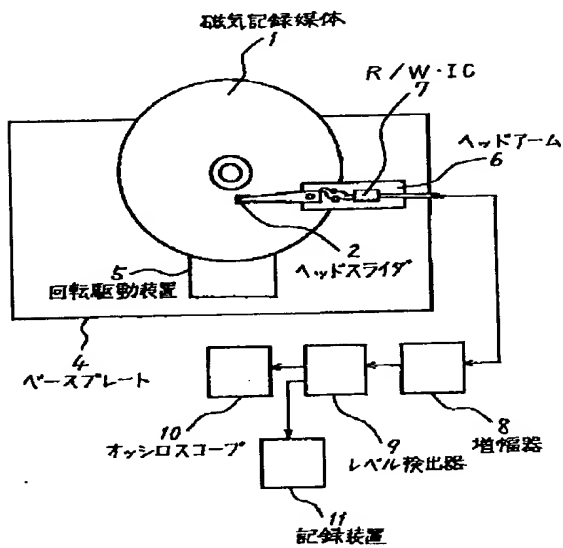 磁気記録媒体
1
R/W・IC
7
ヘッドアーム
6
2
ヘッドスライダ
5
回転駆動装置
4
ベースプレート
8
増幅器
9
レベル検出器
10
オッシロスコープ
11
記録装置